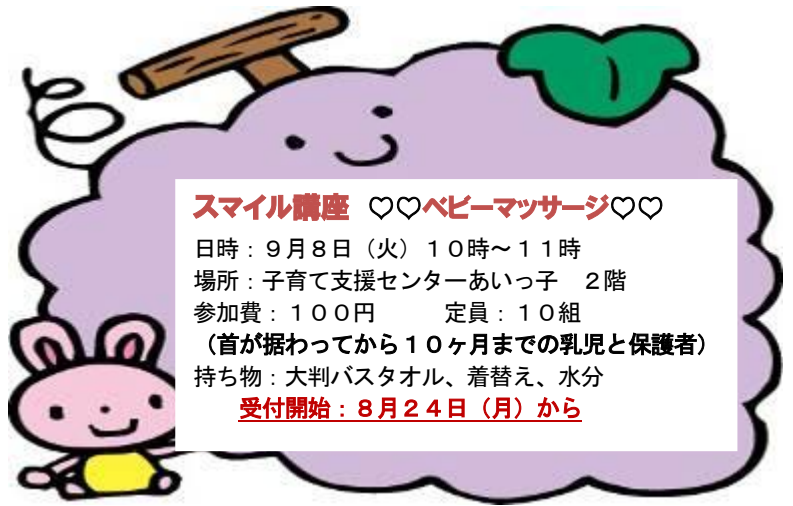 スマイル講座　♡♡ベビーマッサージ♡♡
日時：９月８日（火）１０時～１１時
場所：子育て支援センターあいっ子　２階
参加費：１００円　　　定員：１０組
（首が据わってから１０ヶ月までの乳児と保護者）
持ち物：大判バスタオル、着替え、水分
受付開始：８月２４日（月）から